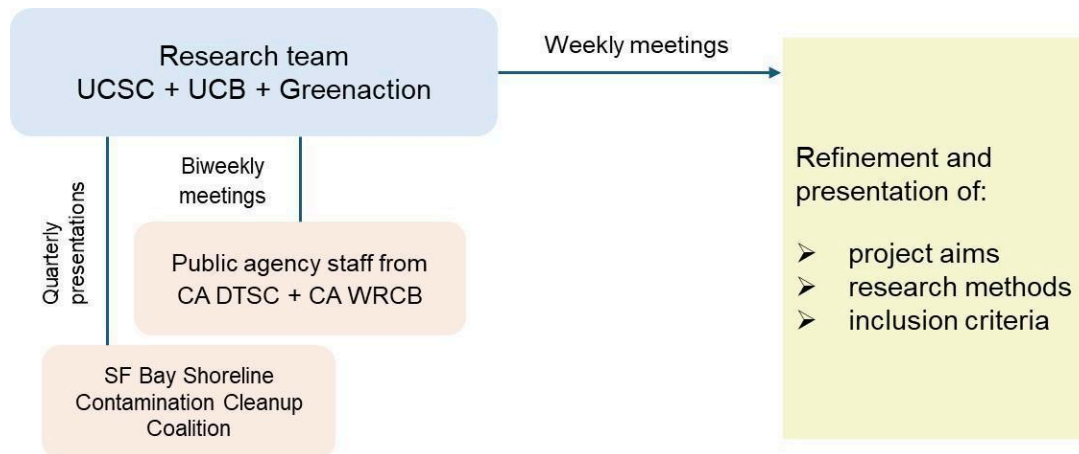 Research team
UCSC + UCB + Greenaction
Weekly meetings
Biweekly
meetings
Quarterly
presentations
Public agency staff from
CA DTSC + CA WRCB
SF Bay Shoreline
Contamination Cleanup
Coalition
Refinement and
presentation of:
➢ project aims
➢ research methods
➢ inclusion criteria